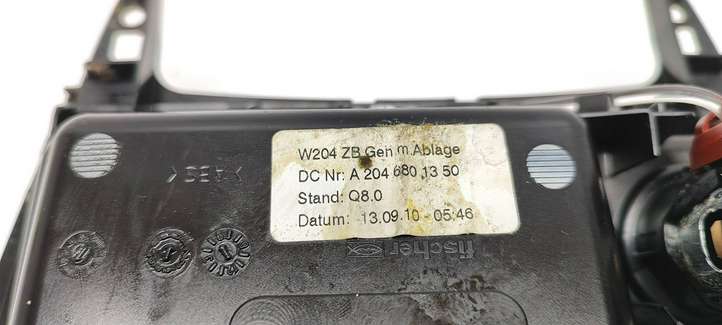 W204 ZB Gen m Ablage
DC Nr: A 204 680 13 50
Stand: Q8.0
Datum: 13.09.10 - 05:46
fischer